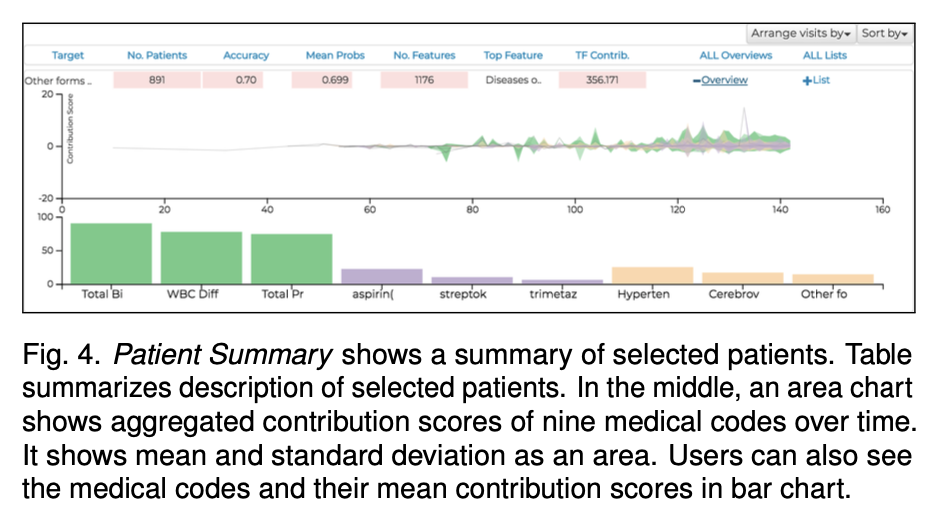 Arrange visits by▾ Sort by▾
Target No. Patients Accuracy Mean Probs No. Features Top Feature TF Contrib. ALL Overviews ALL Lists
Other forms .. 891 0.70 0.699 1176 Diseases o.. 356.171 −Overview +List
Contribution Score
20
0
-20
0 20 40 60 80 100 120 140 160
100
50
0
Total Bi WBC Diff Total Pr aspirin( streptok trimetaz Hyperten Cerebrov Other fo
Fig. 4. Patient Summary shows a summary of selected patients. Table
summarizes description of selected patients. In the middle, an area chart
shows aggregated contribution scores of nine medical codes over time.
It shows mean and standard deviation as an area. Users can also see
the medical codes and their mean contribution scores in bar chart.